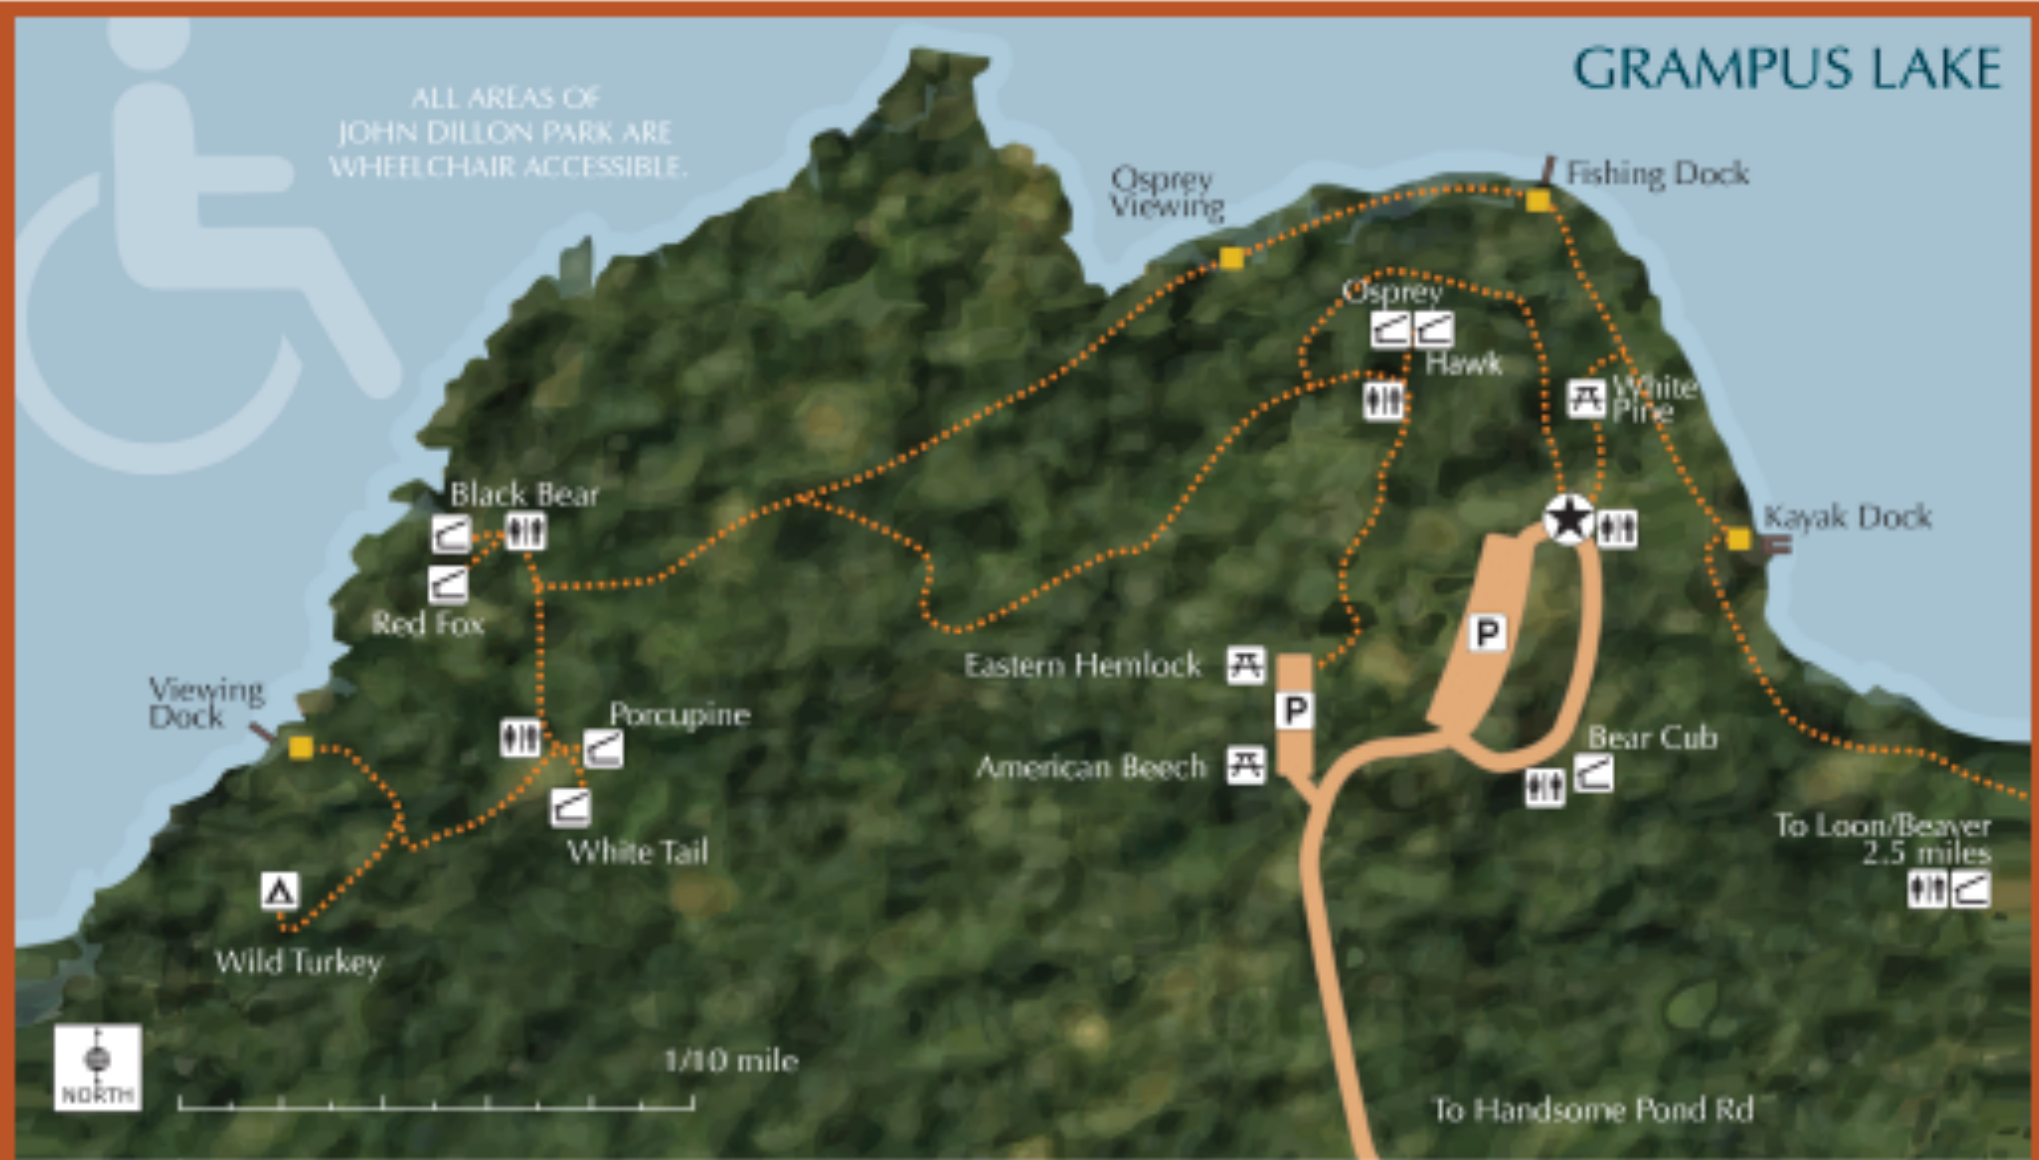 GRAMPUS LAKE
ALL AREAS OF
JOHN DILLON PARK ARE
WHEELCHAIR ACCESSIBLE.
Osprey
Viewing
Fishing Dock
Osprey
Hawk
White
Pine
Black Bear
Kayak Dock
Red Fox
P
Eastern Hemlock
Viewing
Dock
Porcupine
P
American Beech
Bear Cub
White Tail
To Loon/Beaver
2.5 miles
Wild Turkey
1/10 mile
NORTH
To Handsome Pond Rd